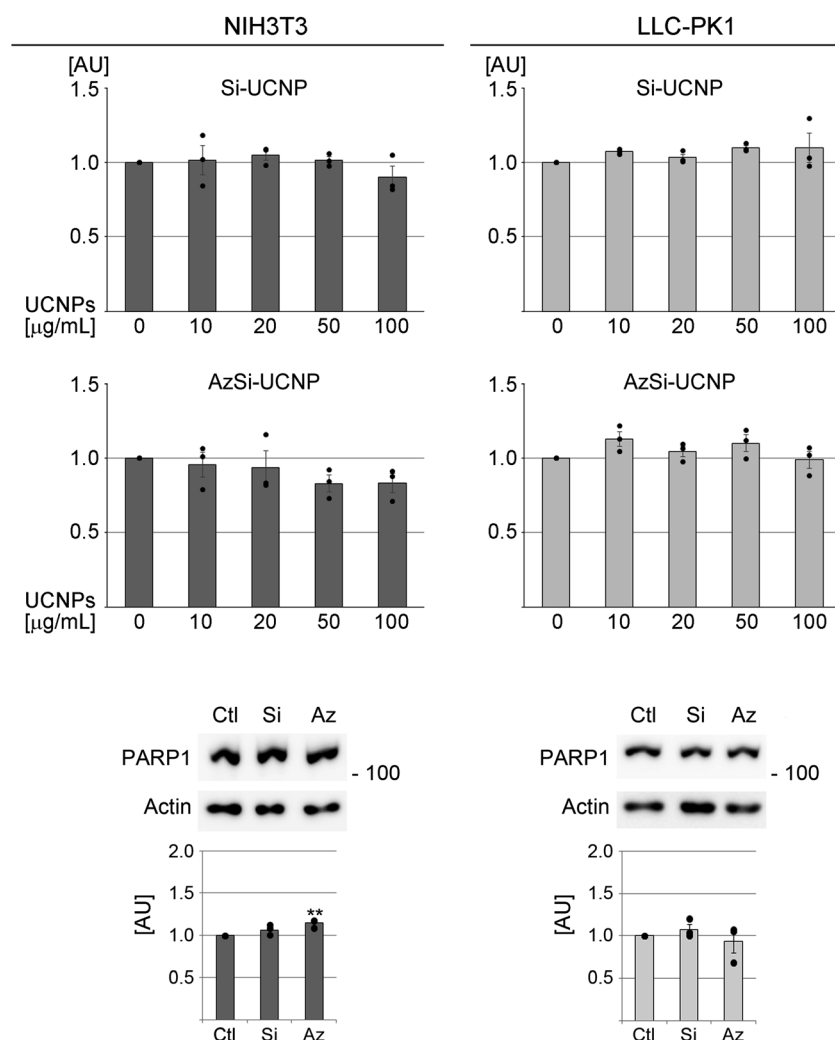 NIH3T3
LLC-PK1
[AU]
1.5
Si-UCNP
1.0
0.5
UCNPs
[μg/mL]
0 10 20 50 100
[AU]
1.5
Si-UCNP
1.0
0.5
0 10 20 50 100
1.5
AzSi-UCNP
1.0
0.5
UCNPs
[μg/mL]
0 10 20 50 100
1.5
AzSi-UCNP
1.0
0.5
0 10 20 50 100
Ctl Si Az
PARP1
- 100
Actin
2.0
1.5
[AU]
**
1.0
0.5
Ctl Si Az
Ctl Si Az
PARP1
- 100
Actin
2.0
1.5
[AU]
1.0
0.5
Ctl Si Az